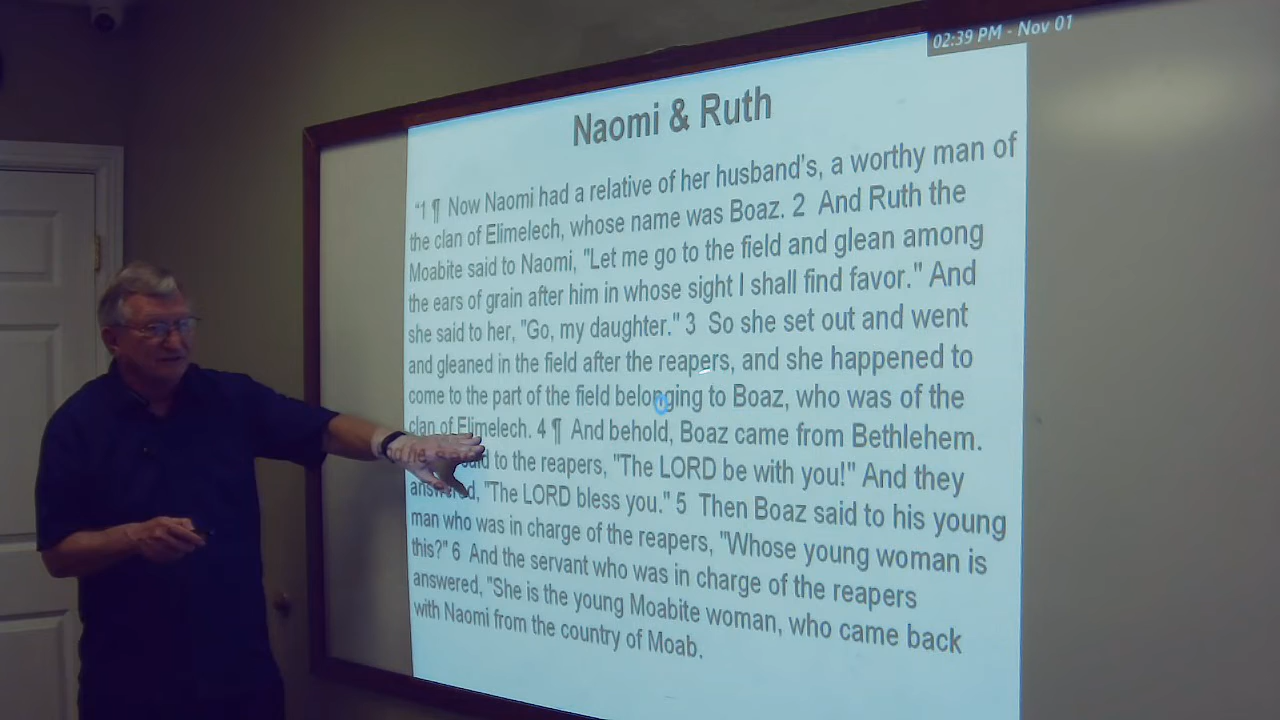 02:39 PM - Nov 01
Naomi & Ruth
"1 ¶ Now Naomi had a relative of her husband's, a worthy man of
the clan of Elimelech, whose name was Boaz. 2 And Ruth the
Moabite said to Naomi, "Let me go to the field and glean among
the ears of grain after him in whose sight I shall find favor." And
she said to her, "Go, my daughter." 3 So she set out and went
and gleaned in the field after the reapers, and she happened to
come to the part of the field belonging to Boaz, who was of the
clan of Elimelech. 4 ¶ And behold, Boaz came from Bethlehem.
said to the reapers, "The LORD be with you!" And they
answered, "The LORD bless you." 5 Then Boaz said to his young
man who was in charge of the reapers, "Whose young woman is
this?" 6 And the servant who was in charge of the reapers
answered, "She is the young Moabite woman, who came back
with Naomi from the country of Moab.